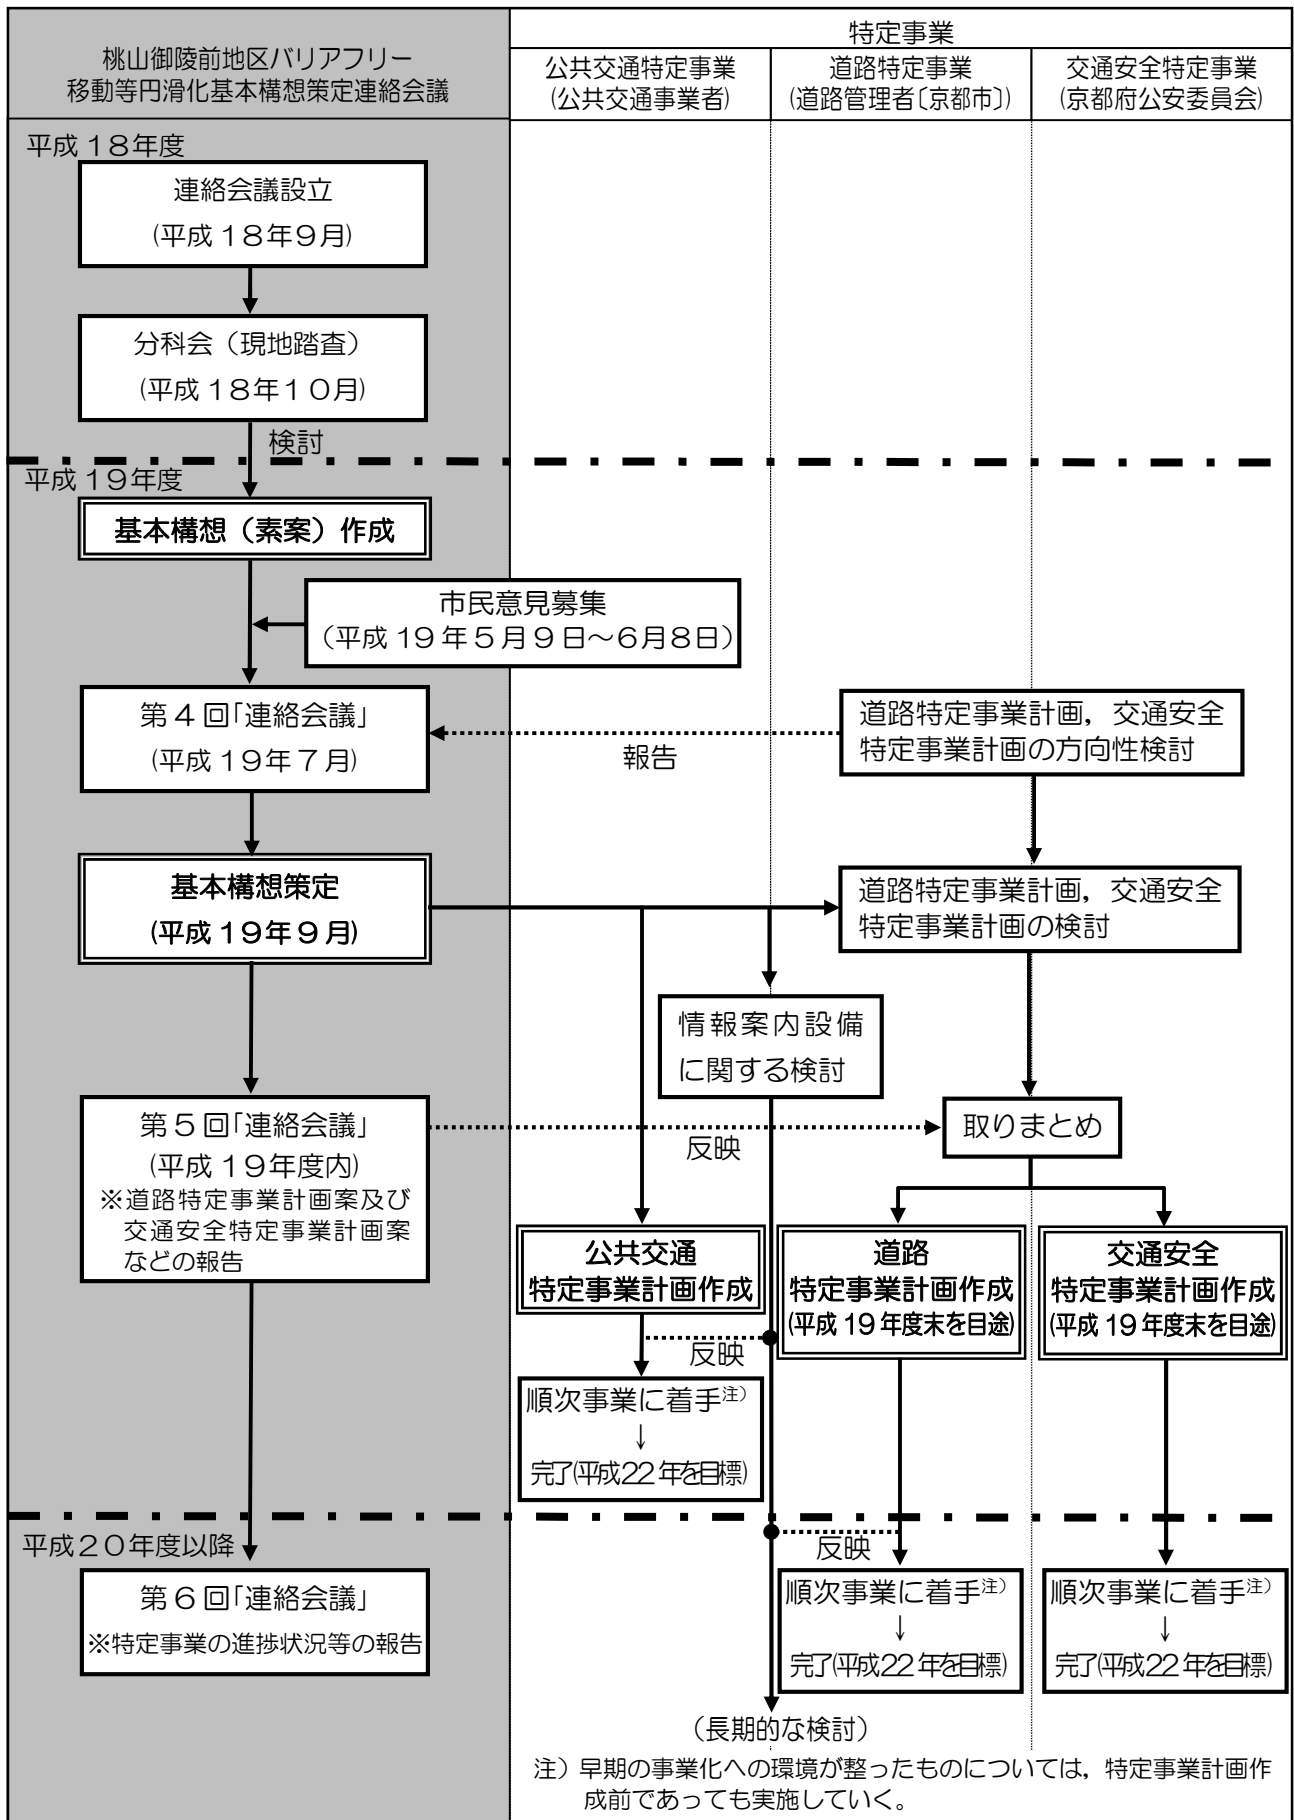 桃山御陵前地区バリアフリー
移動等円滑化基本構想策定連絡会議
特定事業
公共交通特定事業
(公共交通事業者)
道路特定事業
(道路管理者〔京都市〕)
交通安全特定事業
(京都府公安委員会)
平成18年度
連絡会議設立
(平成18年9月)
分科会（現地踏査）
(平成18年10月)
検討
平成19年度
基本構想（素案）作成
市民意見募集
（平成19年5月9日～6月8日）
第4回｢連絡会議｣
(平成19年7月)
道路特定事業計画，交通安全
特定事業計画の方向性検討
報告
基本構想策定
(平成19年9月)
道路特定事業計画，交通安全
特定事業計画の検討
情報案内設備
に関する検討
第5回｢連絡会議｣
(平成19年度内)
※道路特定事業計画案及び
交通安全特定事業計画案
などの報告
反映
取りまとめ
公共交通
特定事業計画作成
道路
特定事業計画作成
(平成19年度末を目途)
交通安全
特定事業計画作成
(平成19年度末を目途)
反映
順次事業に着手注）
↓
完了(平成22年を目標)
平成20年度以降
反映
第6回｢連絡会議｣
※特定事業の進捗状況等の報告
順次事業に着手注）
↓
完了(平成22年を目標)
順次事業に着手注）
↓
完了(平成22年を目標)
（長期的な検討）
注）早期の事業化への環境が整ったものについては，特定事業計画作
成前であっても実施していく。